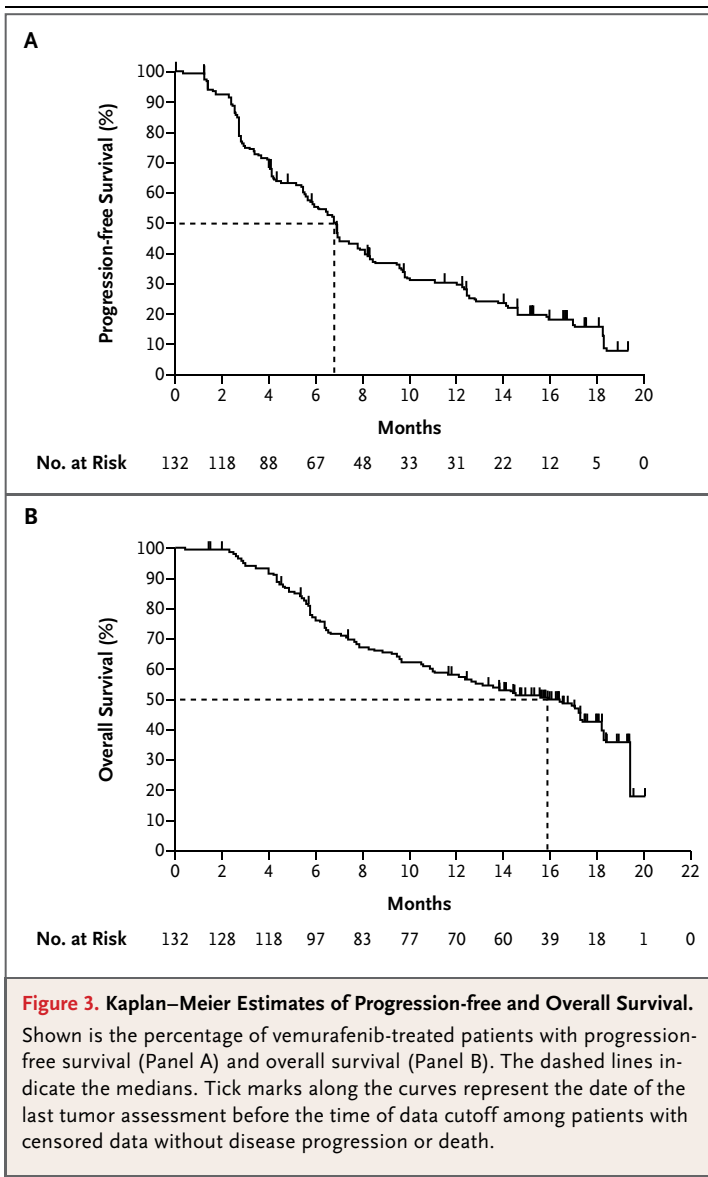 A
100
90
80
70
60
50
40
30
20
10
0
Progression-free Survival (%)
0 2 4 6 8 10 12 14 16 18 20
Months
No. at Risk 132 118 88 67 48 33 31 22 12 5 0
B
100
90
80
70
60
50
40
30
20
10
0
Overall Survival (%)
0 2 4 6 8 10 12 14 16 18 20 22
Months
No. at Risk 132 128 118 97 83 77 70 60 39 18 1 0
Figure 3. Kaplan–Meier Estimates of Progression-free and Overall Survival.
Shown is the percentage of vemurafenib-treated patients with progression-
free survival (Panel A) and overall survival (Panel B). The dashed lines in-
dicate the medians. Tick marks along the curves represent the date of the
last tumor assessment before the time of data cutoff among patients with
censored data without disease progression or death.